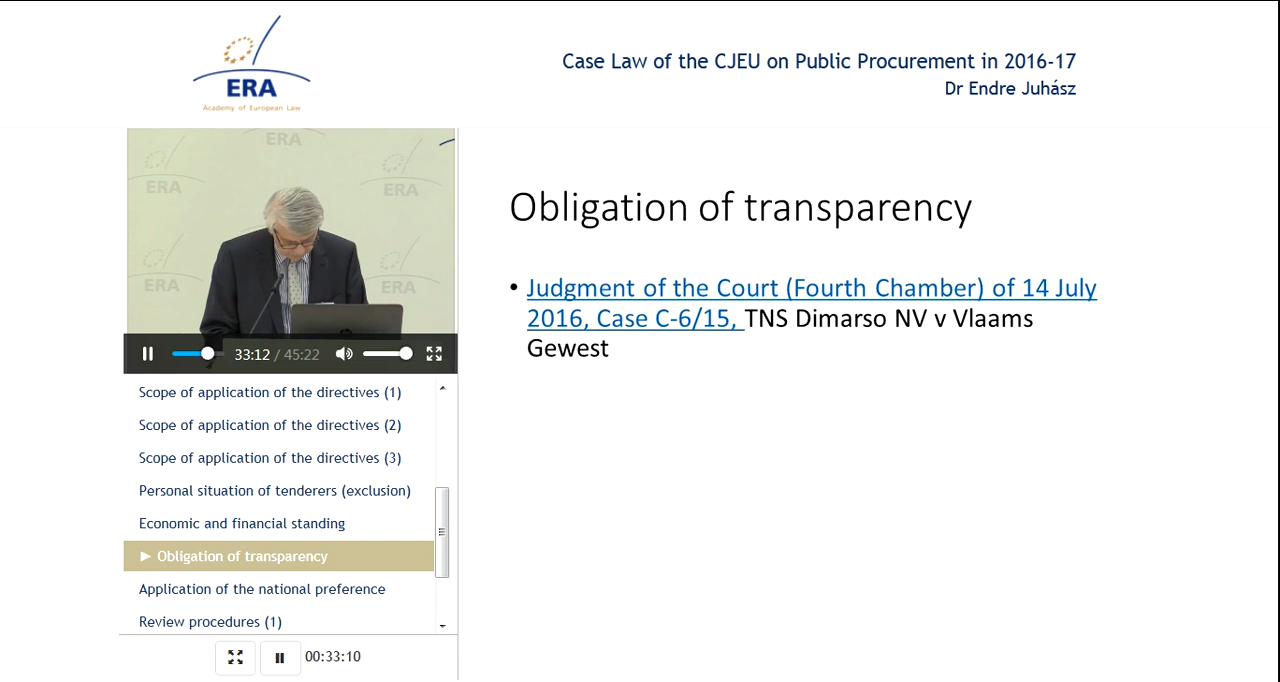 ERA
Academy of European Law
Case Law of the CJEU on Public Procurement in 2016-17
Dr Endre Juhász
ERA
ERA
ERA
ERA
ERA
33:12 / 45:22
Scope of application of the directives (1)
Scope of application of the directives (2)
Scope of application of the directives (3)
Personal situation of tenderers (exclusion)
Economic and financial standing
► Obligation of transparency
Application of the national preference
Review procedures (1)
00:33:10
Obligation of transparency
• Judgment of the Court (Fourth Chamber) of 14 July
2016, Case C-6/15, TNS Dimarso NV v Vlaams
Gewest